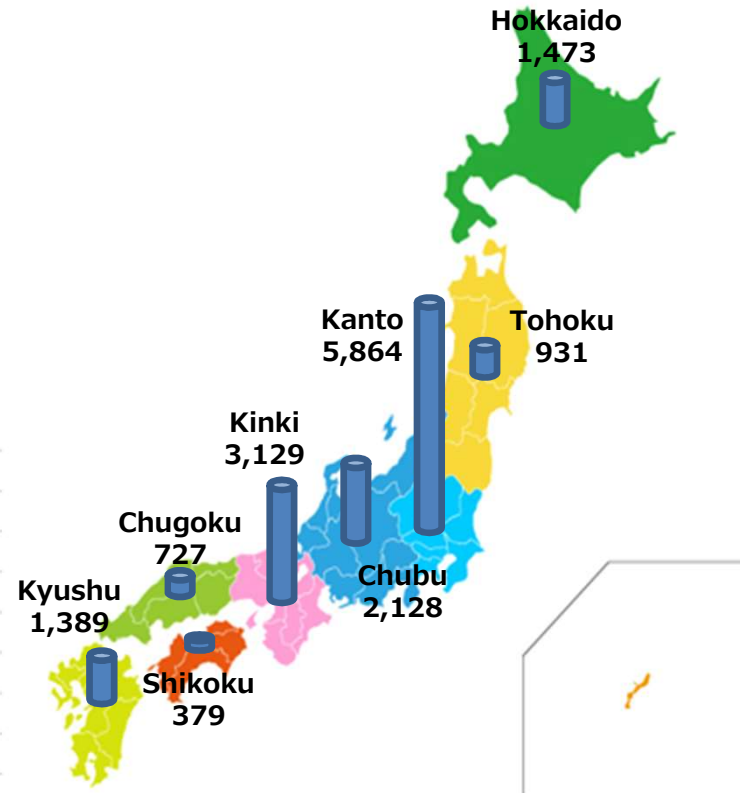 Hokkaido
1,473
Kanto
5,864
Tohoku
931
Kinki
3,129
Chugoku
727
Chubu
2,128
Kyushu
1,389
Shikoku
379